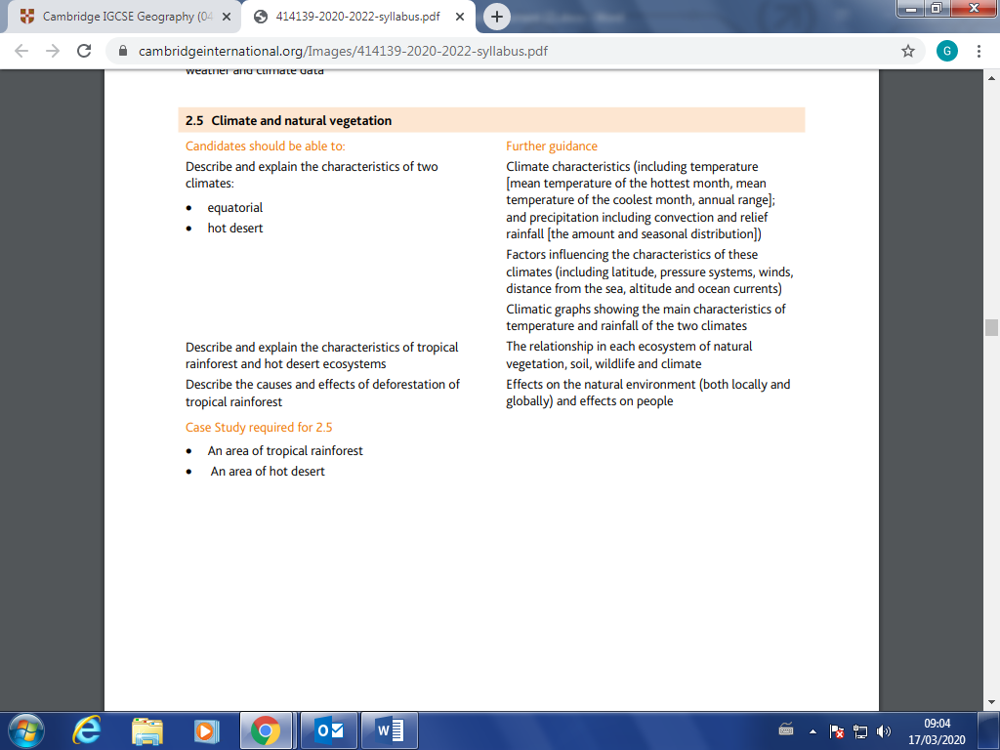 Cambridge IGCSE Geography (04
414139-2020-2022-syllabus.pdf
cambridgeinternational.org/Images/414139-2020-2022-syllabus.pdf
G
weather and climate data
2.5 Climate and natural vegetation
Candidates should be able to:
Describe and explain the characteristics of two
climates:
• equatorial
• hot desert
Further guidance
Climate characteristics (including temperature
[mean temperature of the hottest month, mean
temperature of the coolest month, annual range];
and precipitation including convection and relief
rainfall [the amount and seasonal distribution])
Factors influencing the characteristics of these
climates (including latitude, pressure systems, winds,
distance from the sea, altitude and ocean currents)
Climatic graphs showing the main characteristics of
temperature and rainfall of the two climates
Describe and explain the characteristics of tropical
rainforest and hot desert ecosystems
The relationship in each ecosystem of natural
vegetation, soil, wildlife and climate
Describe the causes and effects of deforestation of
tropical rainforest
Effects on the natural environment (both locally and
globally) and effects on people
Case Study required for 2.5
• An area of tropical rainforest
• An area of hot desert
09:04
17/03/2020